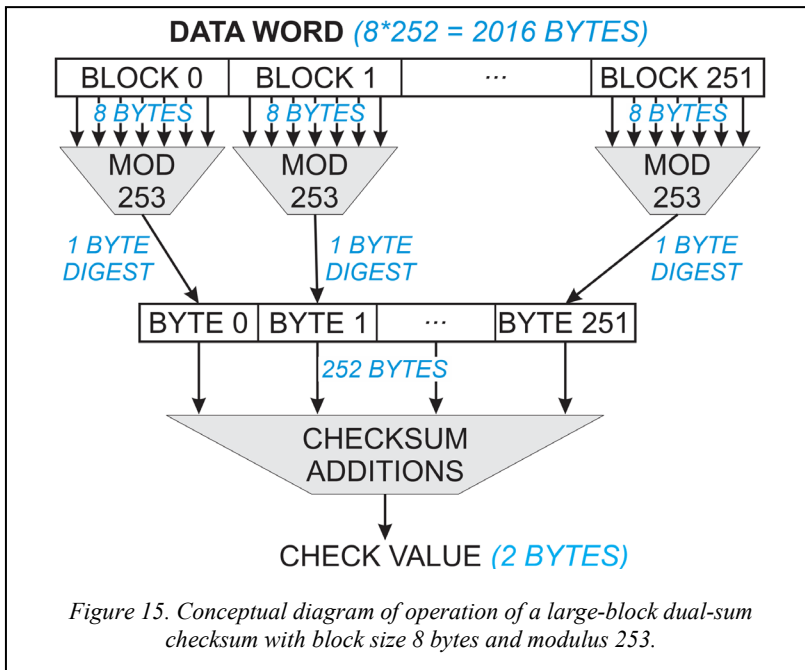 DATA WORD (8*252 = 2016 BYTES)
BLOCK 0 BLOCK 1 ... BLOCK 251
8 BYTES 8 BYTES 8 BYTES
MOD MOD MOD
253 253 253
1 BYTE 1 BYTE 1 BYTE
DIGEST DIGEST DIGEST
BYTE 0 BYTE 1 ... BYTE 251
252 BYTES
CHECKSUM
ADDITIONS
CHECK VALUE (2 BYTES)
Figure 15. Conceptual diagram of operation of a large-block dual-sum
checksum with block size 8 bytes and modulus 253.